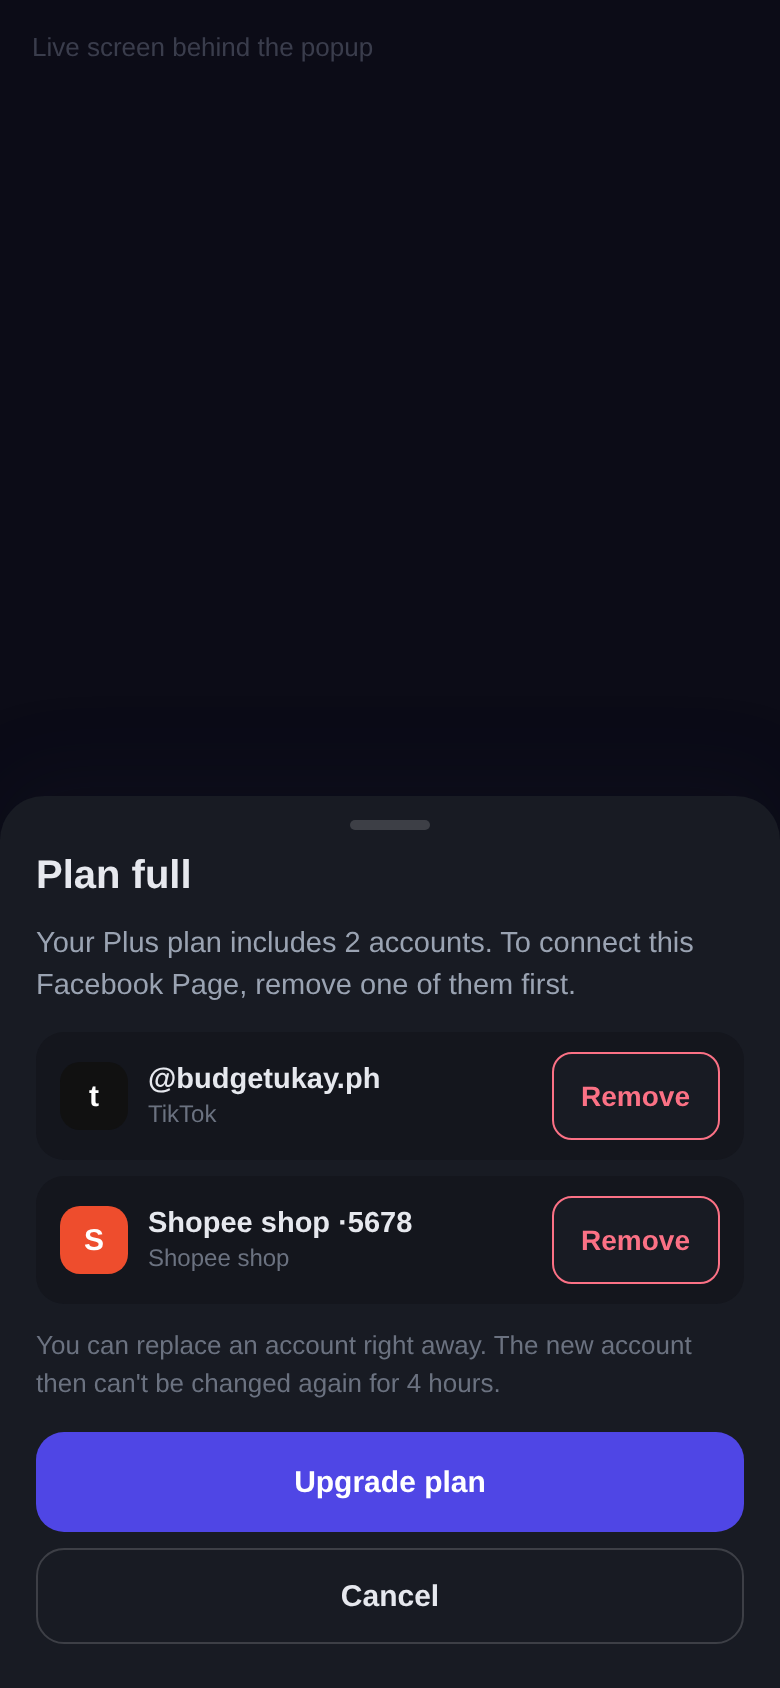 Live screen behind the popup
Plan full
Your Plus plan includes 2 accounts. To connect this
Facebook Page, remove one of them first.
t
@budgetukay.ph
TikTok
Remove
S
Shopee shop ·5678
Shopee shop
Remove
You can replace an account right away. The new account
then can't be changed again for 4 hours.
Upgrade plan
Cancel